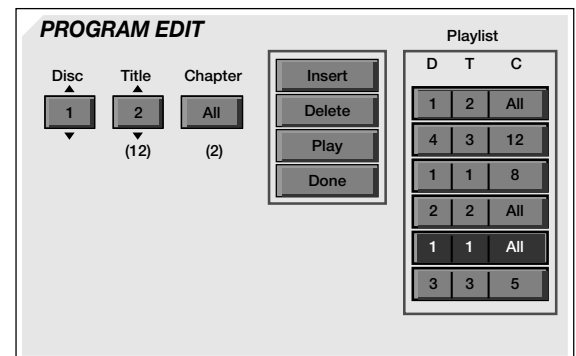 PROGRAM EDIT
Disc Title Chapter
1 2 All
(12) (2)
Insert
Delete
Play
Done
Playlist
D T C
1 2 All
4 3 12
1 1 8
2 2 All
1 1 All
3 3 5